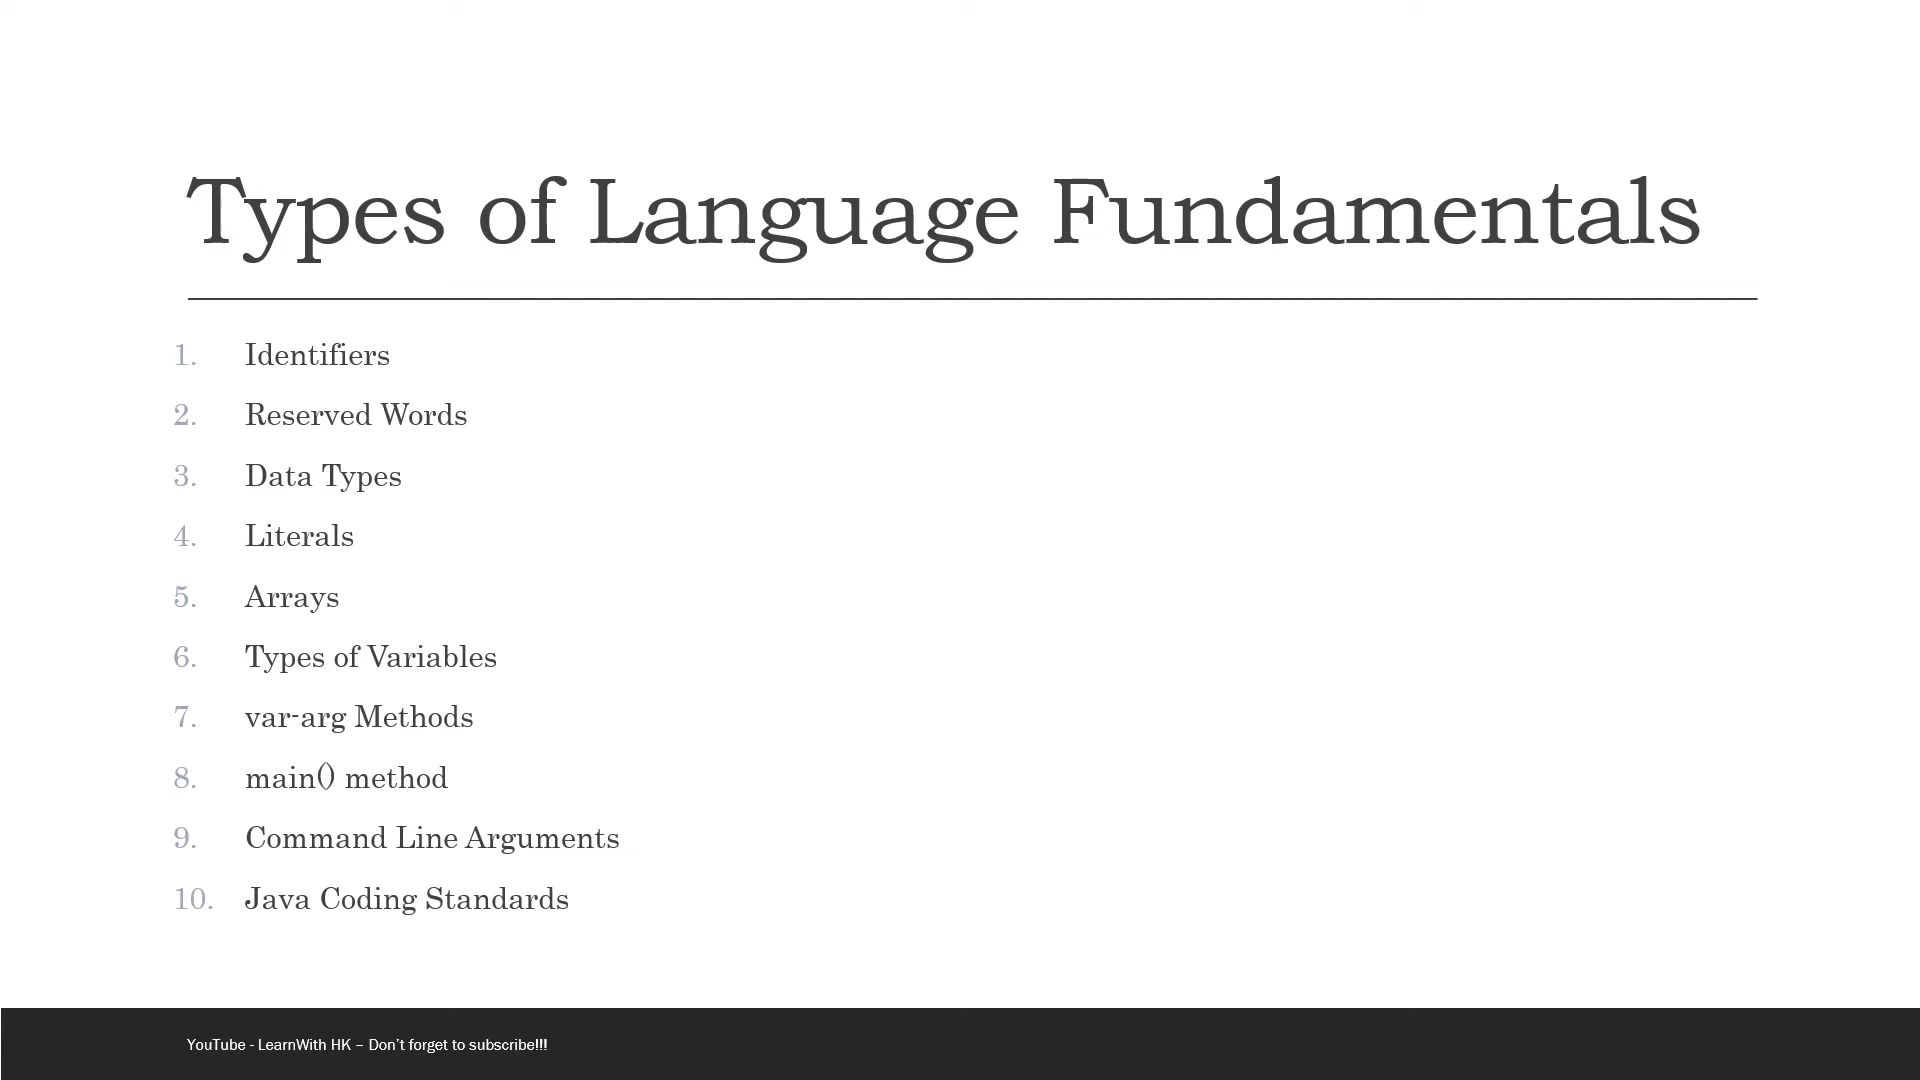 Types of Language Fundamentals
1. Identifiers
2. Reserved Words
3. Data Types
4. Literals
5. Arrays
6. Types of Variables
7. var-arg Methods
8. main() method
9. Command Line Arguments
10. Java Coding Standards
YouTube - LearnWith HK – Don’t forget to subscribe!!!